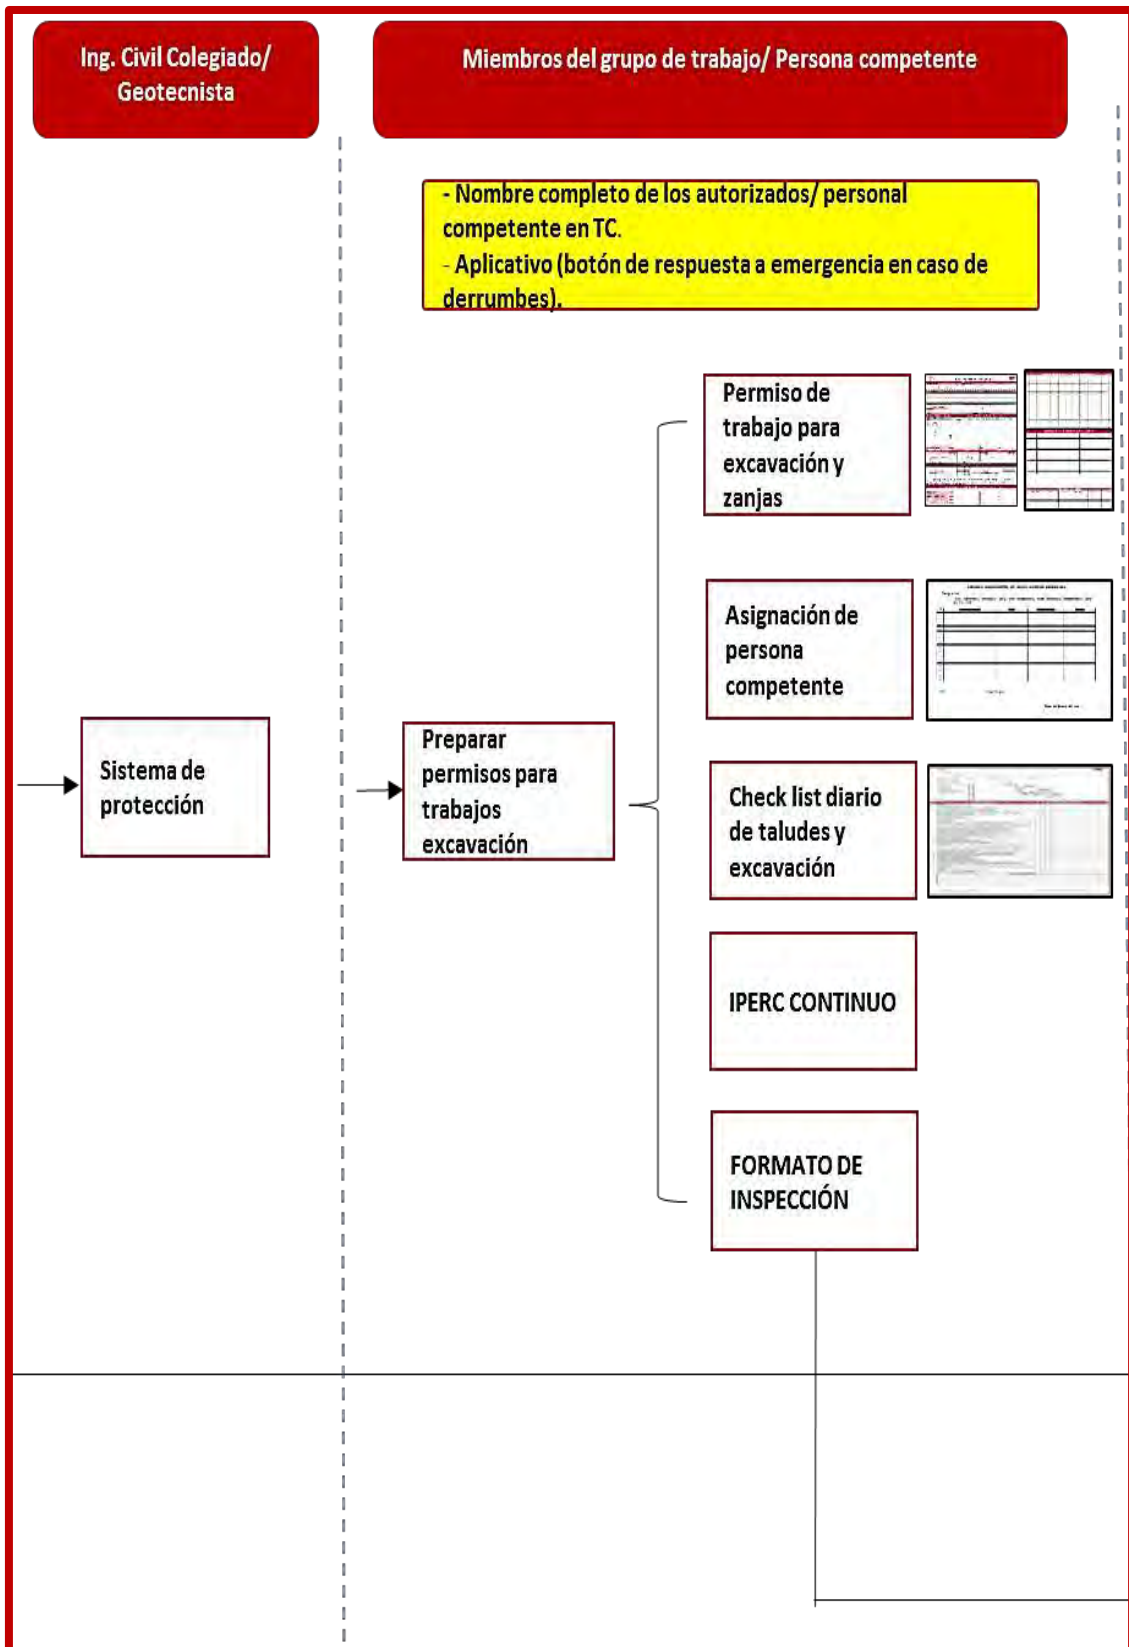 Ing. Civil Colegiado/
Geotecnista
Miembros del grupo de trabajo/ Persona competente
- Nombre completo de los autorizados/ personal
competente en TC.
- Aplicativo (botón de respuesta a emergencia en caso de
derrumbes).
Permiso de
trabajo para
excavación y
zanjas
Asignación de
persona
competente
Sistema de
protección
Preparar
permisos para
trabajos
excavación
Check list diario
de taludes y
excavación
IPERC CONTINUO
FORMATO DE
INSPECCIÓN